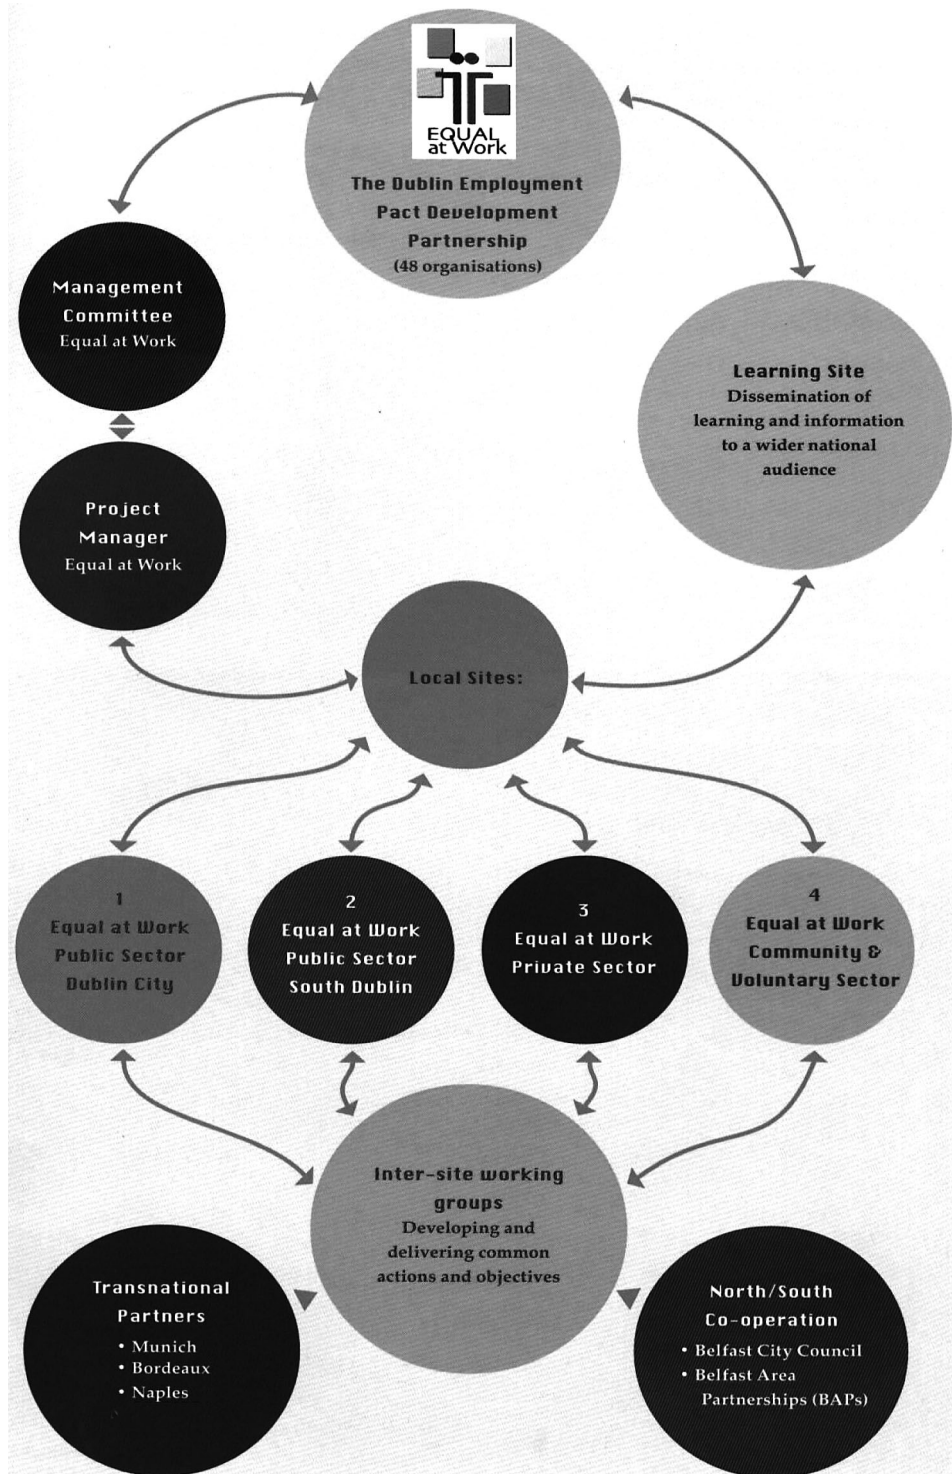 EQUAL
at Work
The Dublin Employment
Pact Development
Partnership
(48 organisations)
Management
Committee
Equal at Work
Learning Site
Dissemination of
learning and information
to a wider national
audience
Project
Manager
Equal at Work
Local Sites:
1
Equal at Work
Public Sector
Dublin City
2
Equal at Work
Public Sector
South Dublin
3
Equal at Work
Private Sector
4
Equal at Work
Community &
Voluntary Sector
Inter-site working
groups
Developing and
delivering common
actions and objectives
Transnational
Partners
• Munich
• Bordeaux
• Naples
North/South
Co-operation
• Belfast City Council
• Belfast Area
Partnerships (BAPs)